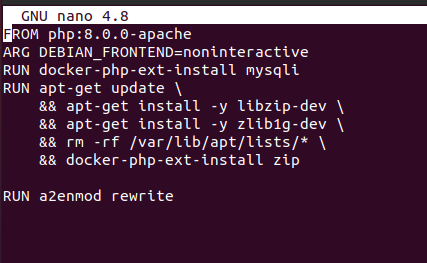 GNU nano 4.8
FROM php:8.0.0-apache
ARG DEBIAN_FRONTEND=noninteractive
RUN docker-php-ext-install mysqli
RUN apt-get update \
    && apt-get install -y libzip-dev \
    && apt-get install -y zlib1g-dev \
    && rm -rf /var/lib/apt/lists/* \
    && docker-php-ext-install zip
RUN a2enmod rewrite